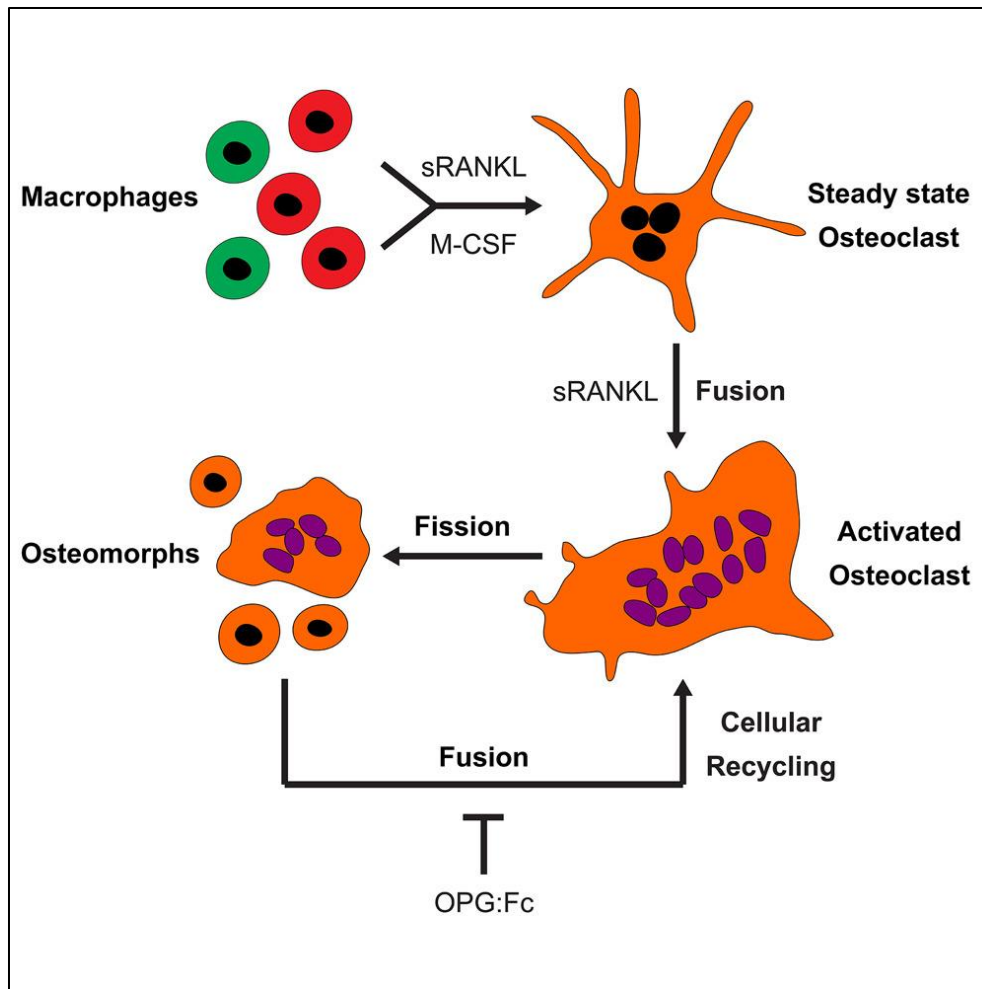 Macrophages
sRANKL
M-CSF
Steady state
Osteoclast
sRANKL
Fusion
Osteomorphs
Fission
Activated
Osteoclast
Fusion
Cellular
Recycling
OPG:Fc